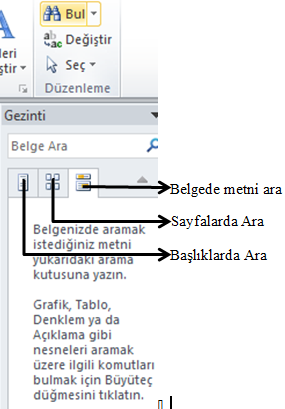 Bul
leri
Değiştir
ştir
Seç
Düzenleme
Gezinti
Belge Ara
Belgede metni ara
Sayfalarda Ara
Başlıklarda Ara
Belgenizde aramak
istediğiniz metni
yukarıdaki arama
kutusuna yazın.
Grafik, Tablo,
Denklem ya da
Açıklama gibi
nesneleri aramak
üzere ilgili komutları
bulmak için Büyüteç
düğmesini tıklatın.